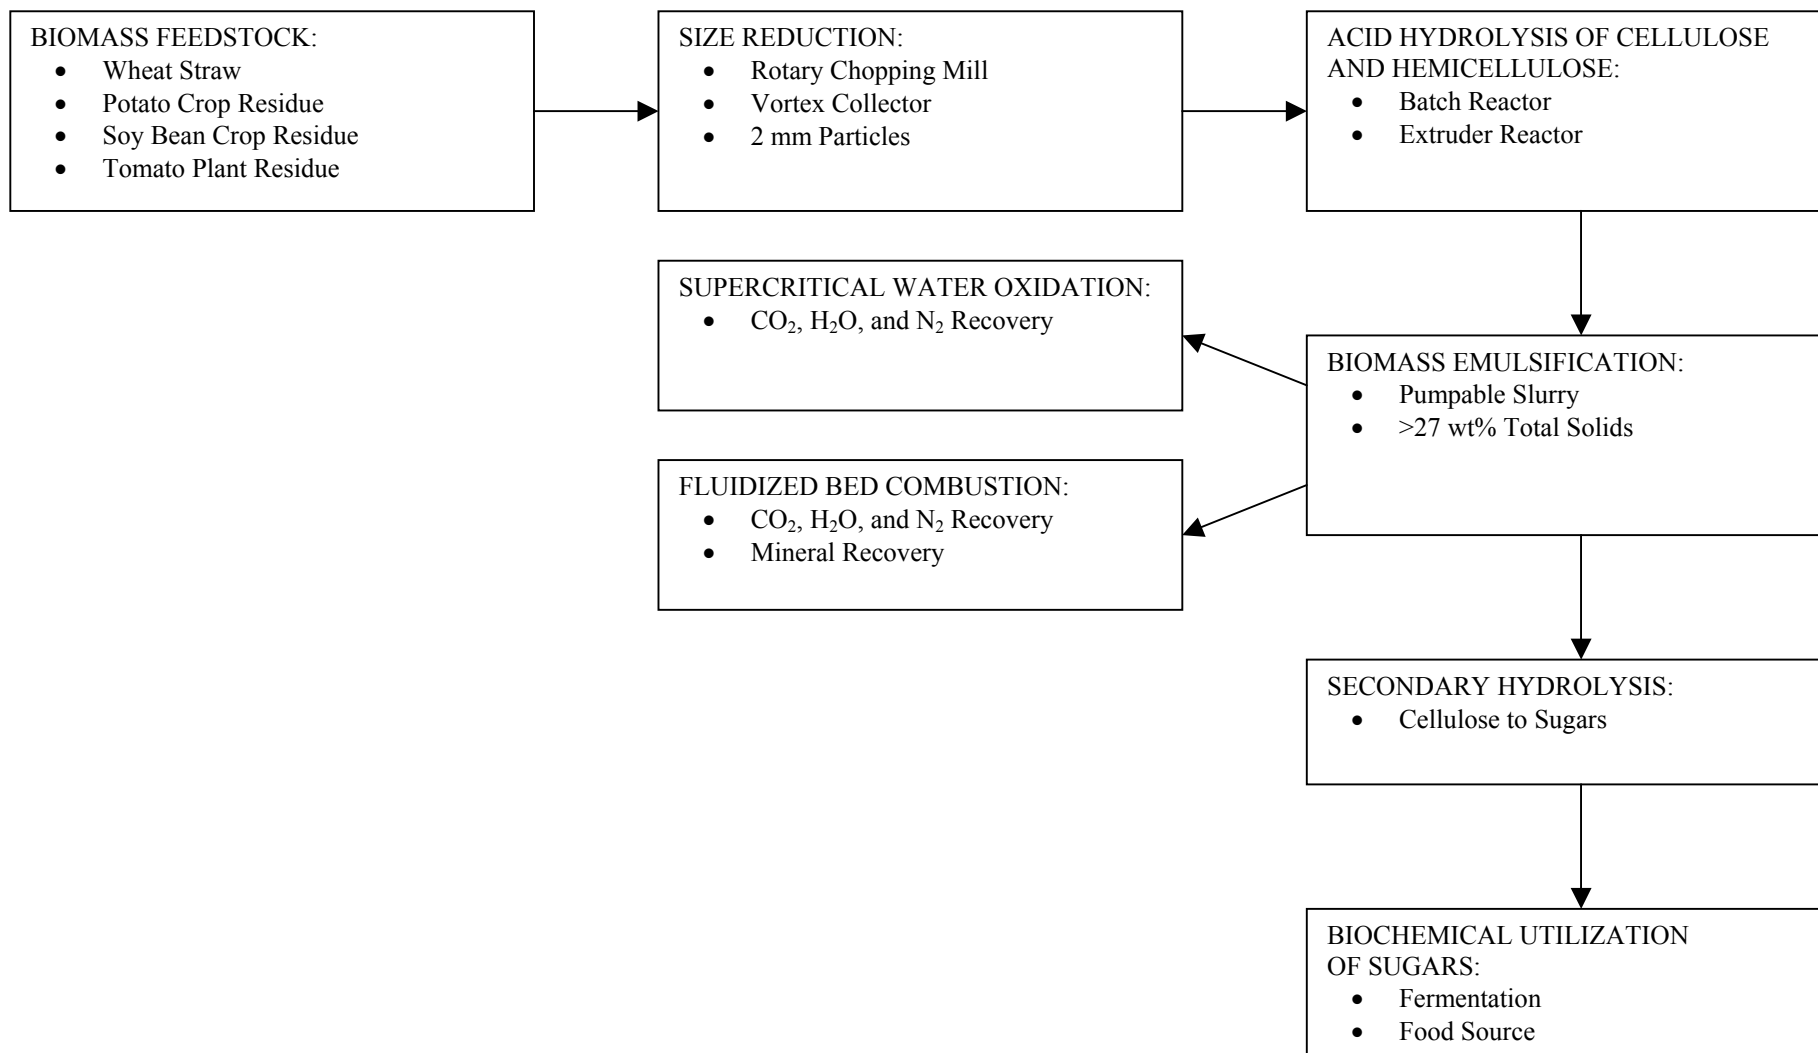 BIOMASS FEEDSTOCK:
• Wheat Straw
• Potato Crop Residue
• Soy Bean Crop Residue
• Tomato Plant Residue
SIZE REDUCTION:
• Rotary Chopping Mill
• Vortex Collector
• 2 mm Particles
ACID HYDROLYSIS OF CELLULOSE
AND HEMICELLULOSE:
• Batch Reactor
• Extruder Reactor
SUPERCRITICAL WATER OXIDATION:
• CO₂, H₂O, and N₂ Recovery
BIOMASS EMULSIFICATION:
• Pumpable Slurry
• >27 wt% Total Solids
FLUIDIZED BED COMBUSTION:
• CO₂, H₂O, and N₂ Recovery
• Mineral Recovery
SECONDARY HYDROLYSIS:
• Cellulose to Sugars
BIOCHEMICAL UTILIZATION
OF SUGARS:
• Fermentation
• Food Source